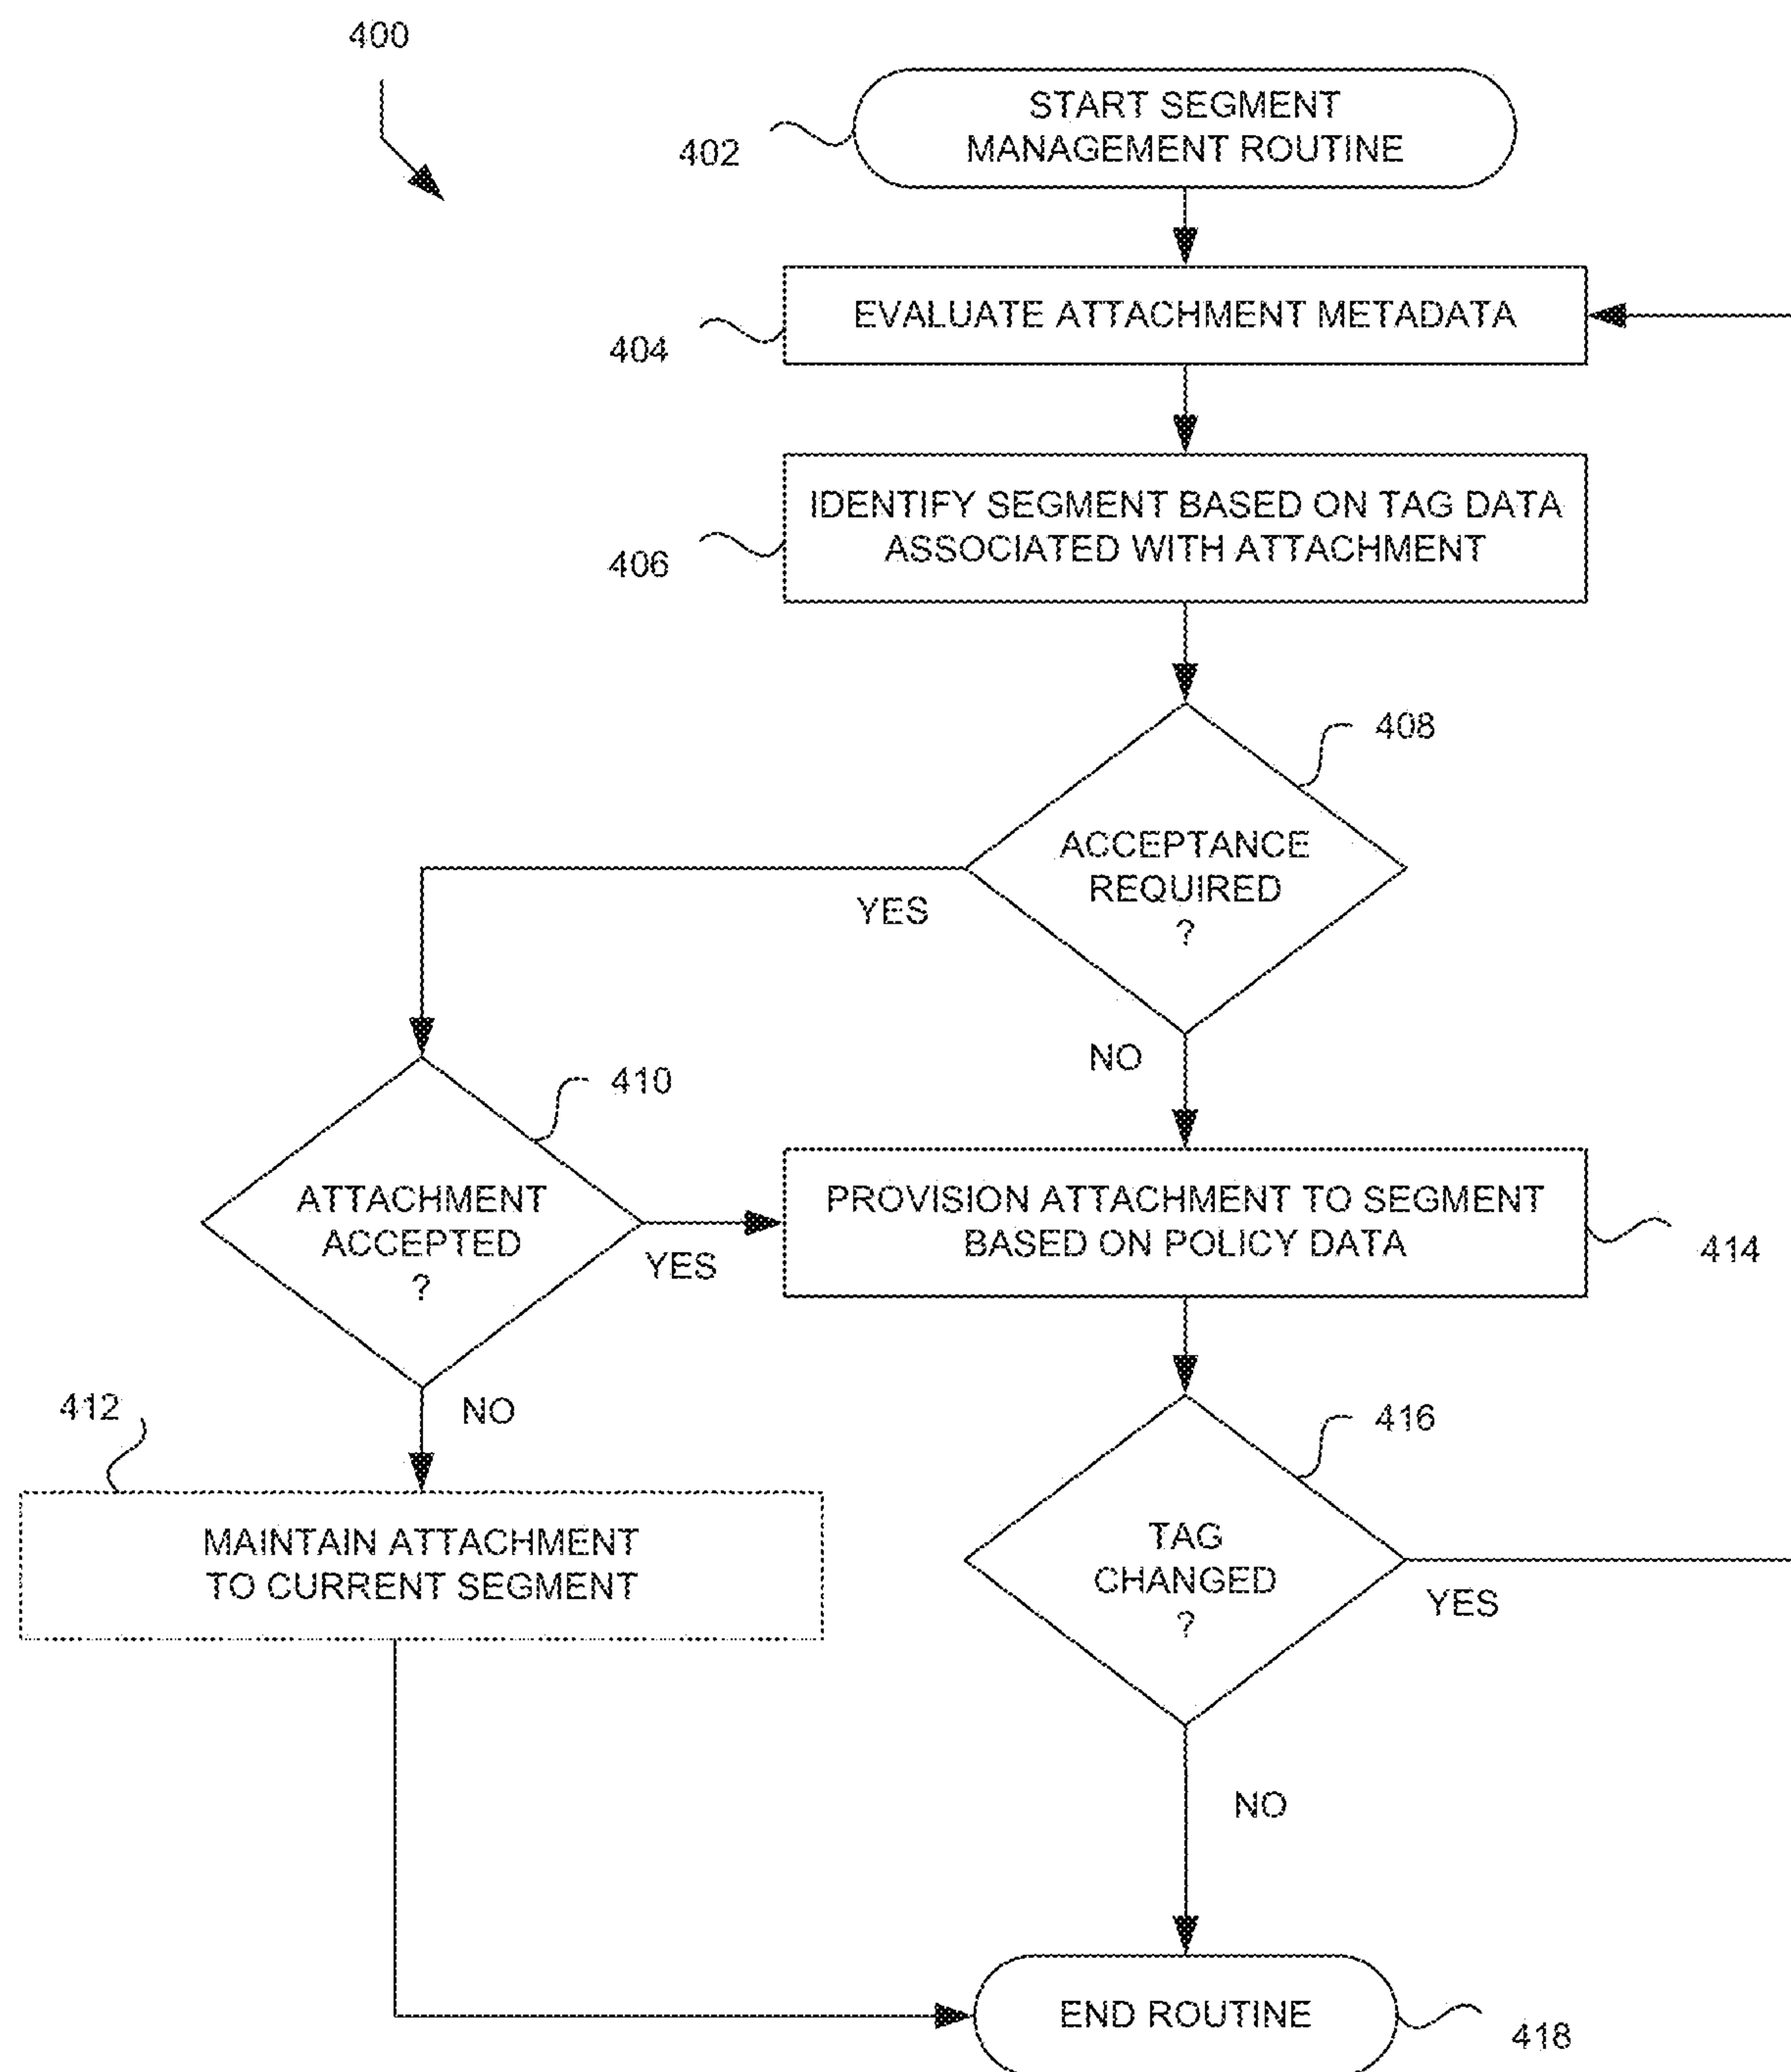 400
START SEGMENT
MANAGEMENT ROUTINE
402
EVALUATE ATTACHMENT METADATA
404
IDENTIFY SEGMENT BASED ON TAG DATA
ASSOCIATED WITH ATTACHMENT
406
408
ACCEPTANCE
REQUIRED
?
YES
NO
410
ATTACHMENT
ACCEPTED
?
YES
NO
PROVISION ATTACHMENT TO SEGMENT
BASED ON POLICY DATA
414
412
MAINTAIN ATTACHMENT
TO CURRENT SEGMENT
416
TAG
CHANGED
?
YES
NO
END ROUTINE
418